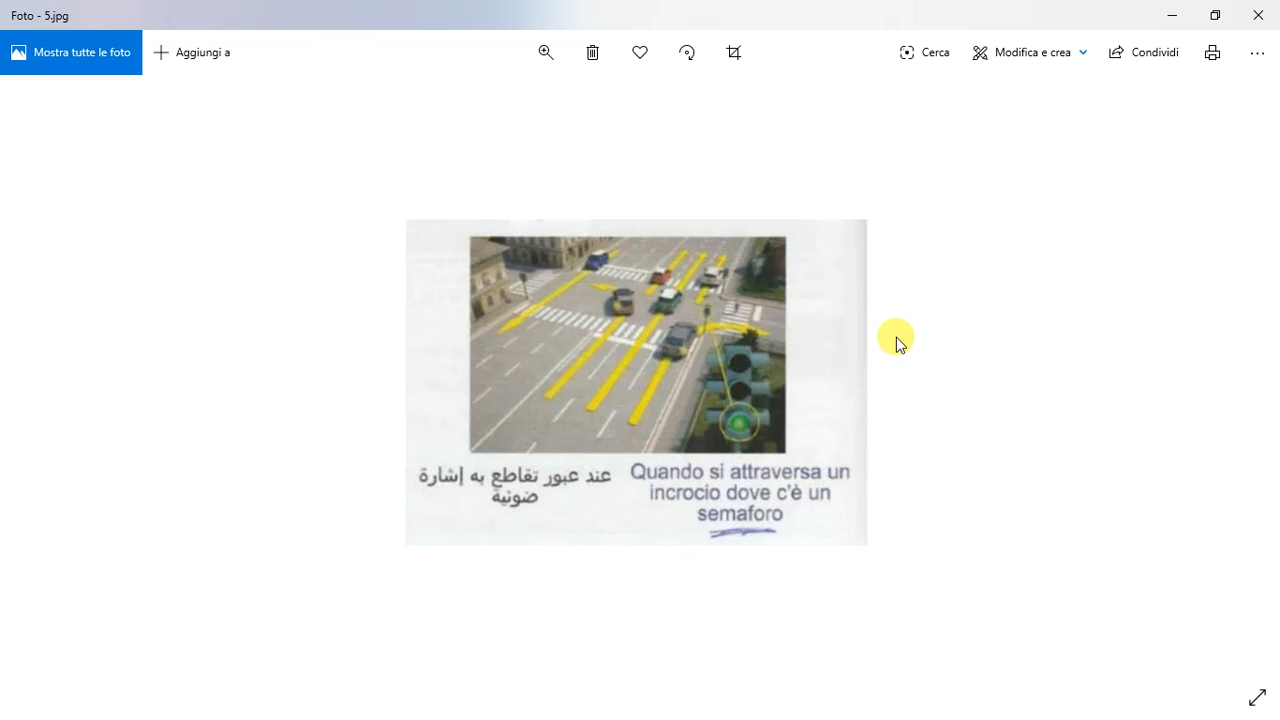 Foto - 5.jpg
Mostra tutte le foto
Aggiungi a
Cerca
Modifica e crea
Condividi
عند عبور تقاطع به إشارة
ضوئية
Quando si attraversa un
incrocio dove c'è un
semaforo